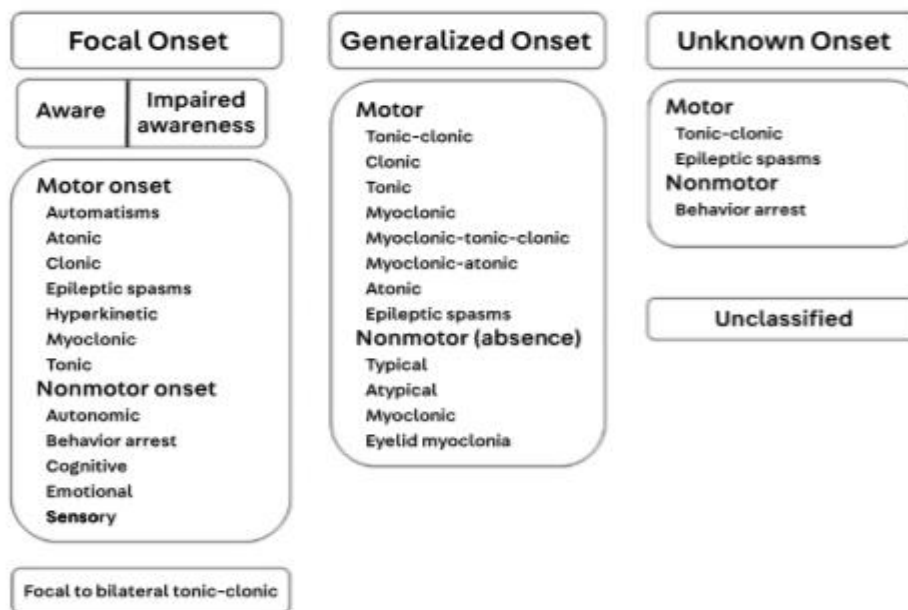 Focal Onset
Aware
Impaired
awareness
Motor onset
Automatisms
Atonic
Clonic
Epileptic spasms
Hyperkinetic
Myoclonic
Tonic
Nonmotor onset
Autonomic
Behavior arrest
Cognitive
Emotional
Sensory
Focal to bilateral tonic-clonic
Generalized Onset
Motor
Tonic-clonic
Clonic
Tonic
Myoclonic
Myoclonic-tonic-clonic
Myoclonic-atonic
Atonic
Epileptic spasms
Nonmotor (absence)
Typical
Atypical
Myoclonic
Eyelid myoclonia
Unknown Onset
Motor
Tonic-clonic
Epileptic spasms
Nonmotor
Behavior arrest
Unclassified